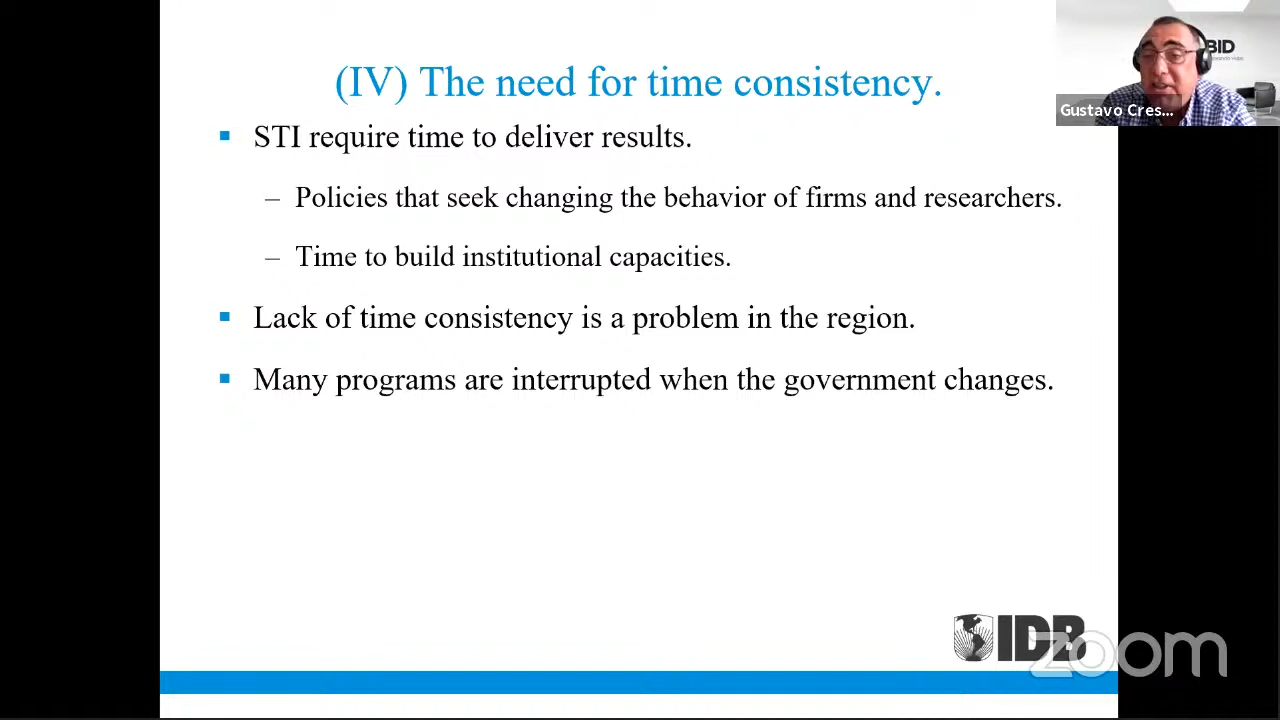 (IV) The need for time consistency.
BID
Gustavo Cres...
▪ STI require time to deliver results.
– Policies that seek changing the behavior of firms and researchers.
– Time to build institutional capacities.
▪ Lack of time consistency is a problem in the region.
▪ Many programs are interrupted when the government changes.
IDB
zoom